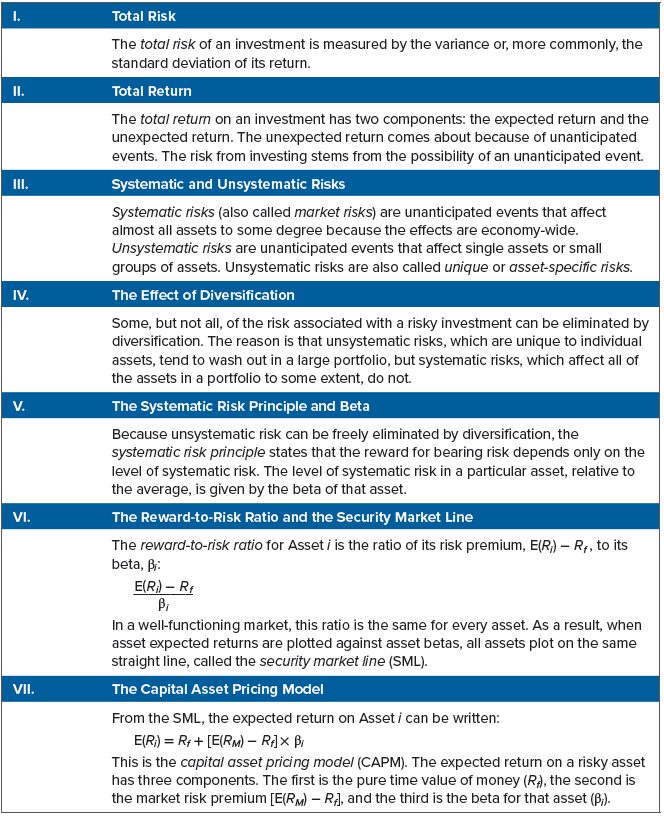 I. Total Risk
The total risk of an investment is measured by the variance or, more commonly, the
standard deviation of its return.
II. Total Return
The total return on an investment has two components: the expected return and the
unexpected return. The unexpected return comes about because of unanticipated
events. The risk from investing stems from the possibility of an unanticipated event.
III. Systematic and Unsystematic Risks
Systematic risks (also called market risks) are unanticipated events that affect
almost all assets to some degree because the effects are economy-wide.
Unsystematic risks are unanticipated events that affect single assets or small
groups of assets. Unsystematic risks are also called unique or asset-specific risks.
IV. The Effect of Diversification
Some, but not all, of the risk associated with a risky investment can be eliminated by
diversification. The reason is that unsystematic risks, which are unique to individual
assets, tend to wash out in a large portfolio, but systematic risks, which affect all of
the assets in a portfolio to some extent, do not.
V. The Systematic Risk Principle and Beta
Because unsystematic risk can be freely eliminated by diversification, the
systematic risk principle states that the reward for bearing risk depends only on the
level of systematic risk. The level of systematic risk in a particular asset, relative to
the average, is given by the beta of that asset.
VI. The Reward-to-Risk Ratio and the Security Market Line
The reward-to-risk ratio for Asset i is the ratio of its risk premium, E(Ri) − Rf , to its
beta, βi:
E(Ri) − Rf
βi
In a well-functioning market, this ratio is the same for every asset. As a result, when
asset expected returns are plotted against asset betas, all assets plot on the same
straight line, called the security market line (SML).
VII. The Capital Asset Pricing Model
From the SML, the expected return on Asset i can be written:
E(Ri) = Rf + [E(RM) − Rf] × βi
This is the capital asset pricing model (CAPM). The expected return on a risky asset
has three components. The first is the pure time value of money (Rf), the second is
the market risk premium [E(RM) − Rf], and the third is the beta for that asset (βi).